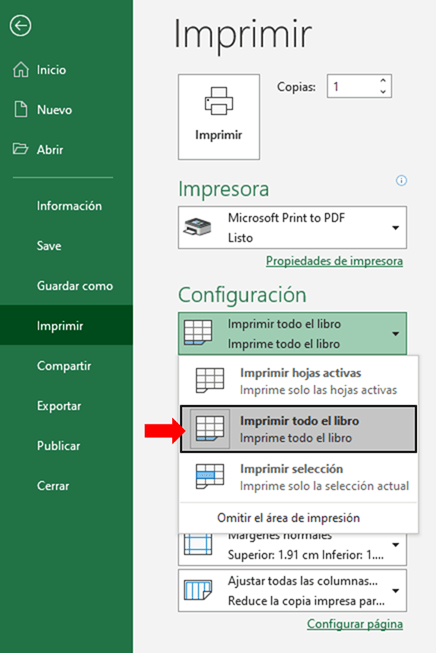 Imprimir
Inicio
Nuevo
Abrir
Información
Save
Guardar como
Imprimir
Compartir
Exportar
Publicar
Cerrar
Imprimir
Copias: 1
Impresora
Microsoft Print to PDF
Listo
Propiedades de impresora
Configuración
Imprimir todo el libro
Imprime todo el libro
Imprimir hojas activas
Imprime solo las hojas activas
Imprimir todo el libro
Imprime todo el libro
Imprimir selección
Imprime solo la selección actual
Omitir el área de impresión
Márgenes normales
Superior: 1.91 cm Inferior: 1....
Ajustar todas las columnas...
Reduce la copia impresa par...
Configurar página